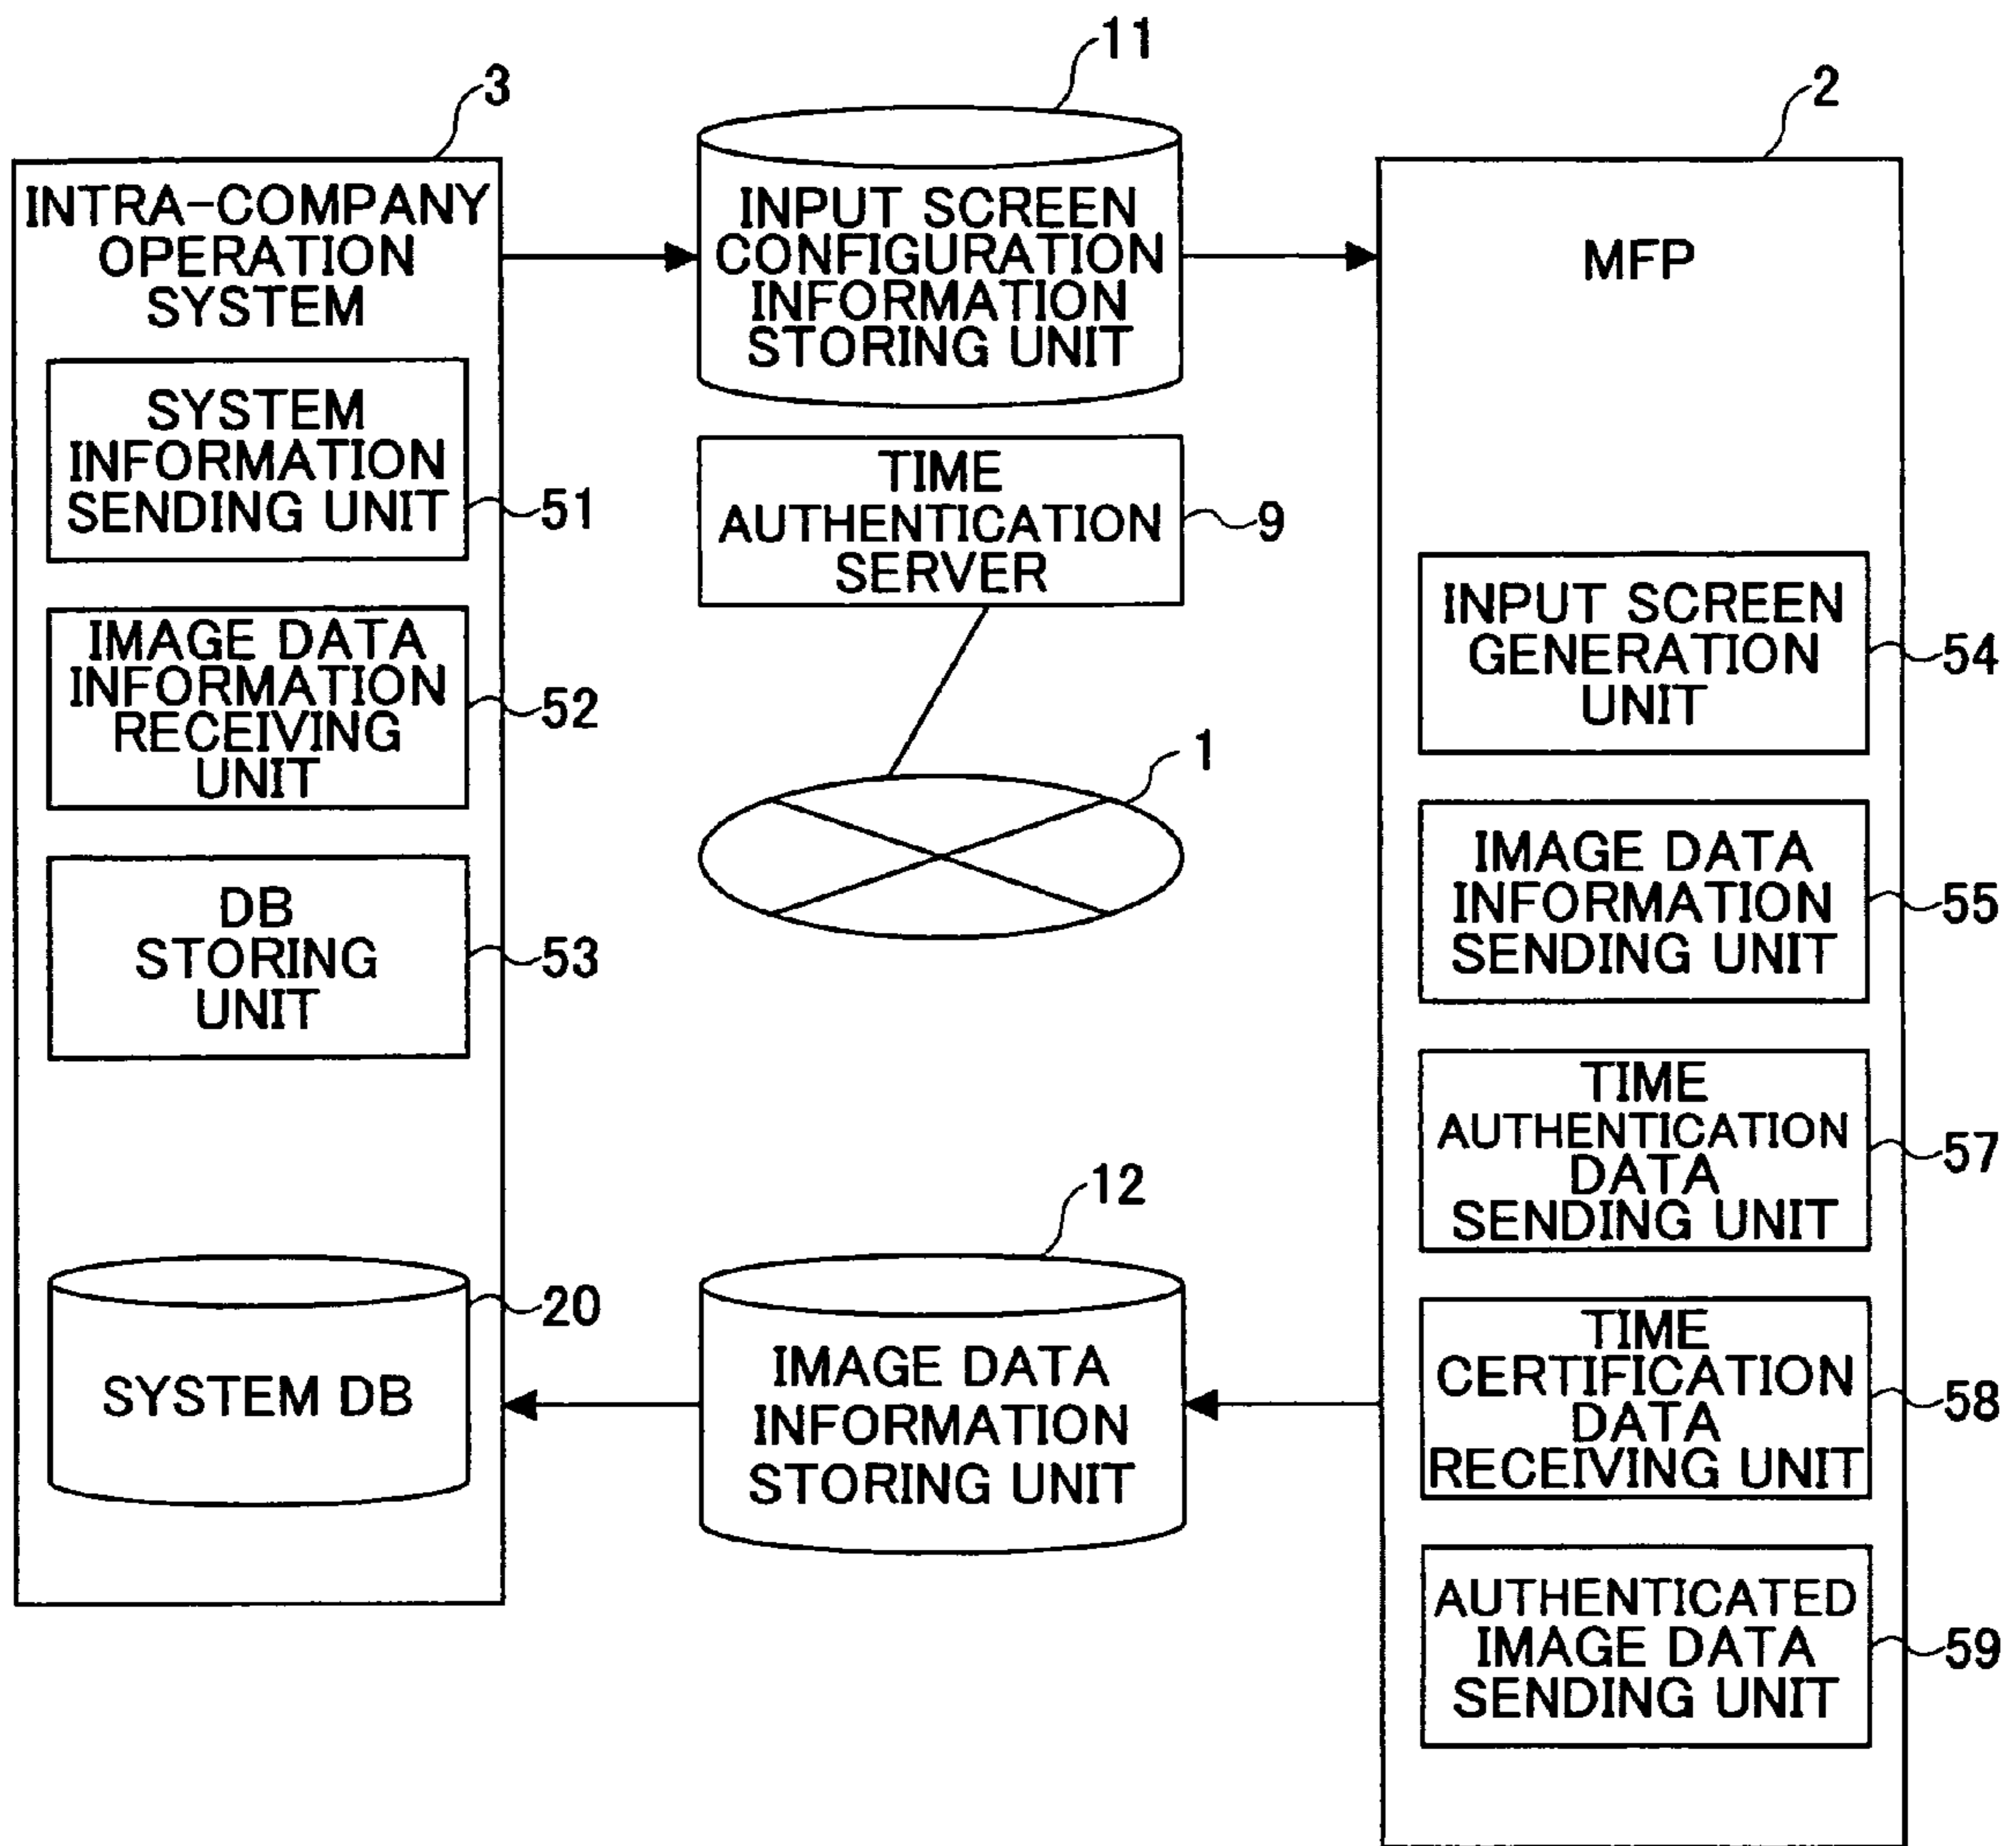 3
INTRA-COMPANY
OPERATION
SYSTEM
SYSTEM
INFORMATION
SENDING UNIT
51
IMAGE DATA
INFORMATION
RECEIVING
UNIT
52
DB
STORING
UNIT
53
SYSTEM DB
20
11
INPUT SCREEN
CONFIGURATION
INFORMATION
STORING UNIT
TIME
AUTHENTICATION
SERVER
9
1
12
IMAGE DATA
INFORMATION
STORING UNIT
2
MFP
INPUT SCREEN
GENERATION
UNIT
54
IMAGE DATA
INFORMATION
SENDING UNIT
55
TIME
AUTHENTICATION
DATA
SENDING UNIT
57
TIME
CERTIFICATION
DATA
RECEIVING UNIT
58
AUTHENTICATED
IMAGE DATA
SENDING UNIT
59